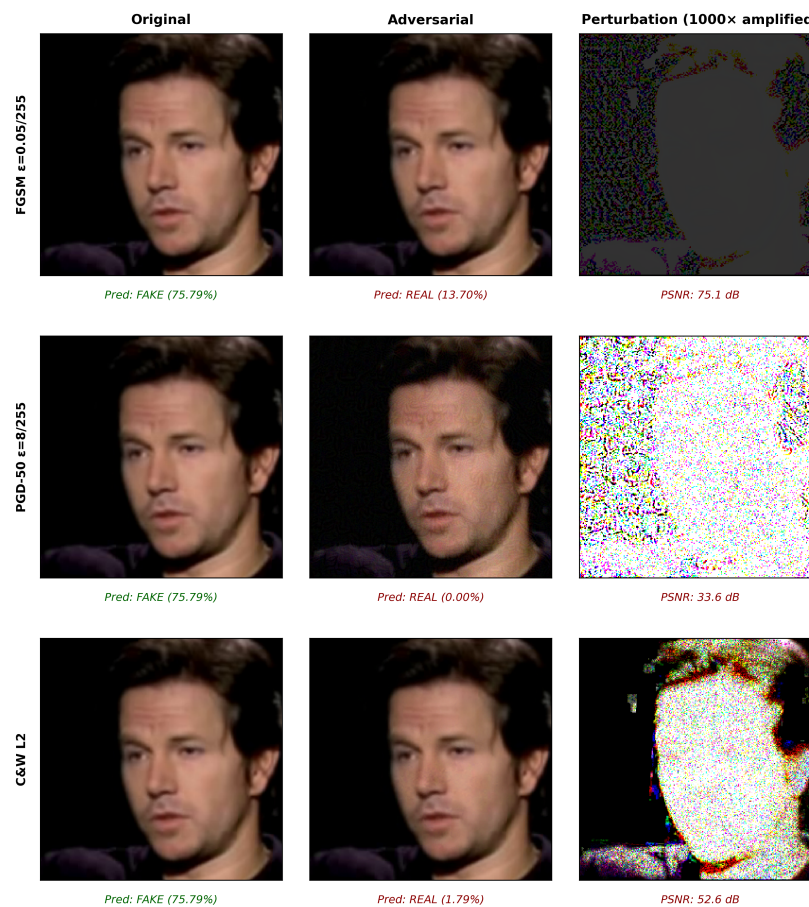 Original Adversarial Perturbation (1000× amplified
FGSM ε=0.05/255
Pred: FAKE (75.79%) Pred: REAL (13.70%) PSNR: 75.1 dB
PGD-50 ε=8/255
Pred: FAKE (75.79%) Pred: REAL (0.00%) PSNR: 33.6 dB
C&W L2
Pred: FAKE (75.79%) Pred: REAL (1.79%) PSNR: 52.6 dB